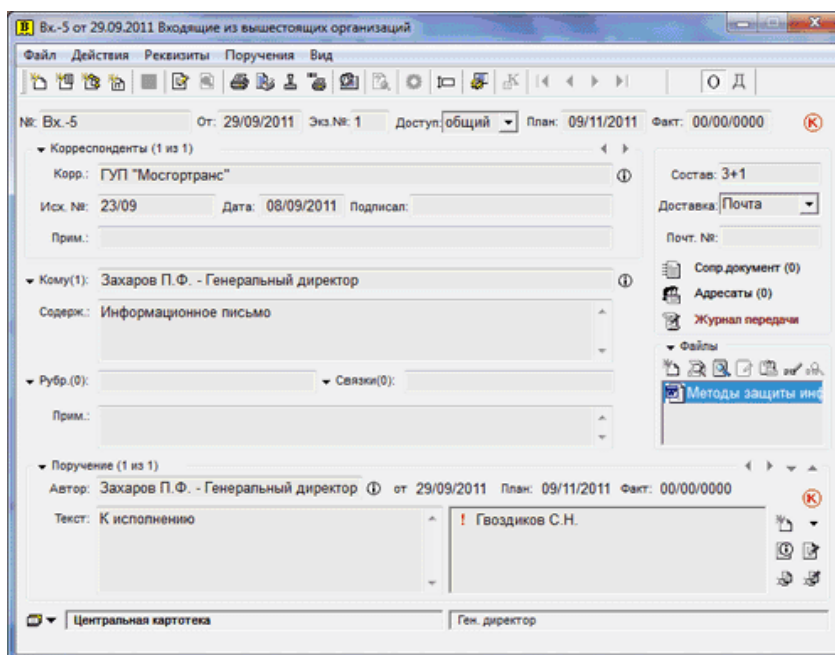 Вх.-5 от 29.09.2011 Входящие из вышестоящих организаций
Файл Действия Реквизиты Поручения Вид
О Д
№: Вх.-5 От: 29/09/2011 Экз.№: 1 Доступ: общий План: 09/11/2011 Факт: 00/00/0000 К
Корреспонденты (1 из 1)
Корр.: ГУП "Мосгортранс" Состав: 3+1
Исх. №: 23/09 Дата: 08/09/2011 Подписал: Доставка: Почта
Прим.: Почт. №:
Кому(1): Захаров П.Ф. - Генеральный директор Сопр.документ (0)
Адресаты (0)
Содерж.: Информационное письмо Журнал передачи
Файлы
Рубр.(0): Связки(0):
Методы защиты инф
Прим.:
Поручение (1 из 1)
Автор: Захаров П.Ф. - Генеральный директор от 29/09/2011 План: 09/11/2011 Факт: 00/00/0000 К
Текст: К исполнению ! Гвоздиков С.Н.
Центральная картотека Ген. директор